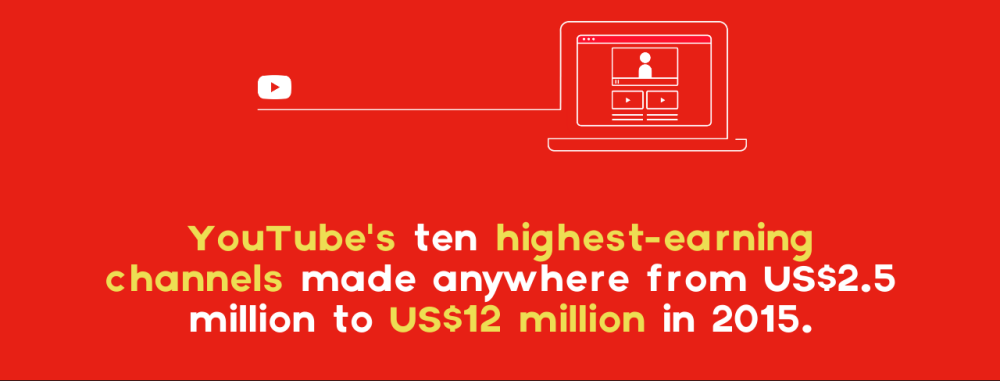 YouTube's ten highest-earning
channels made anywhere from US$2.5
million to US$12 million in 2015.